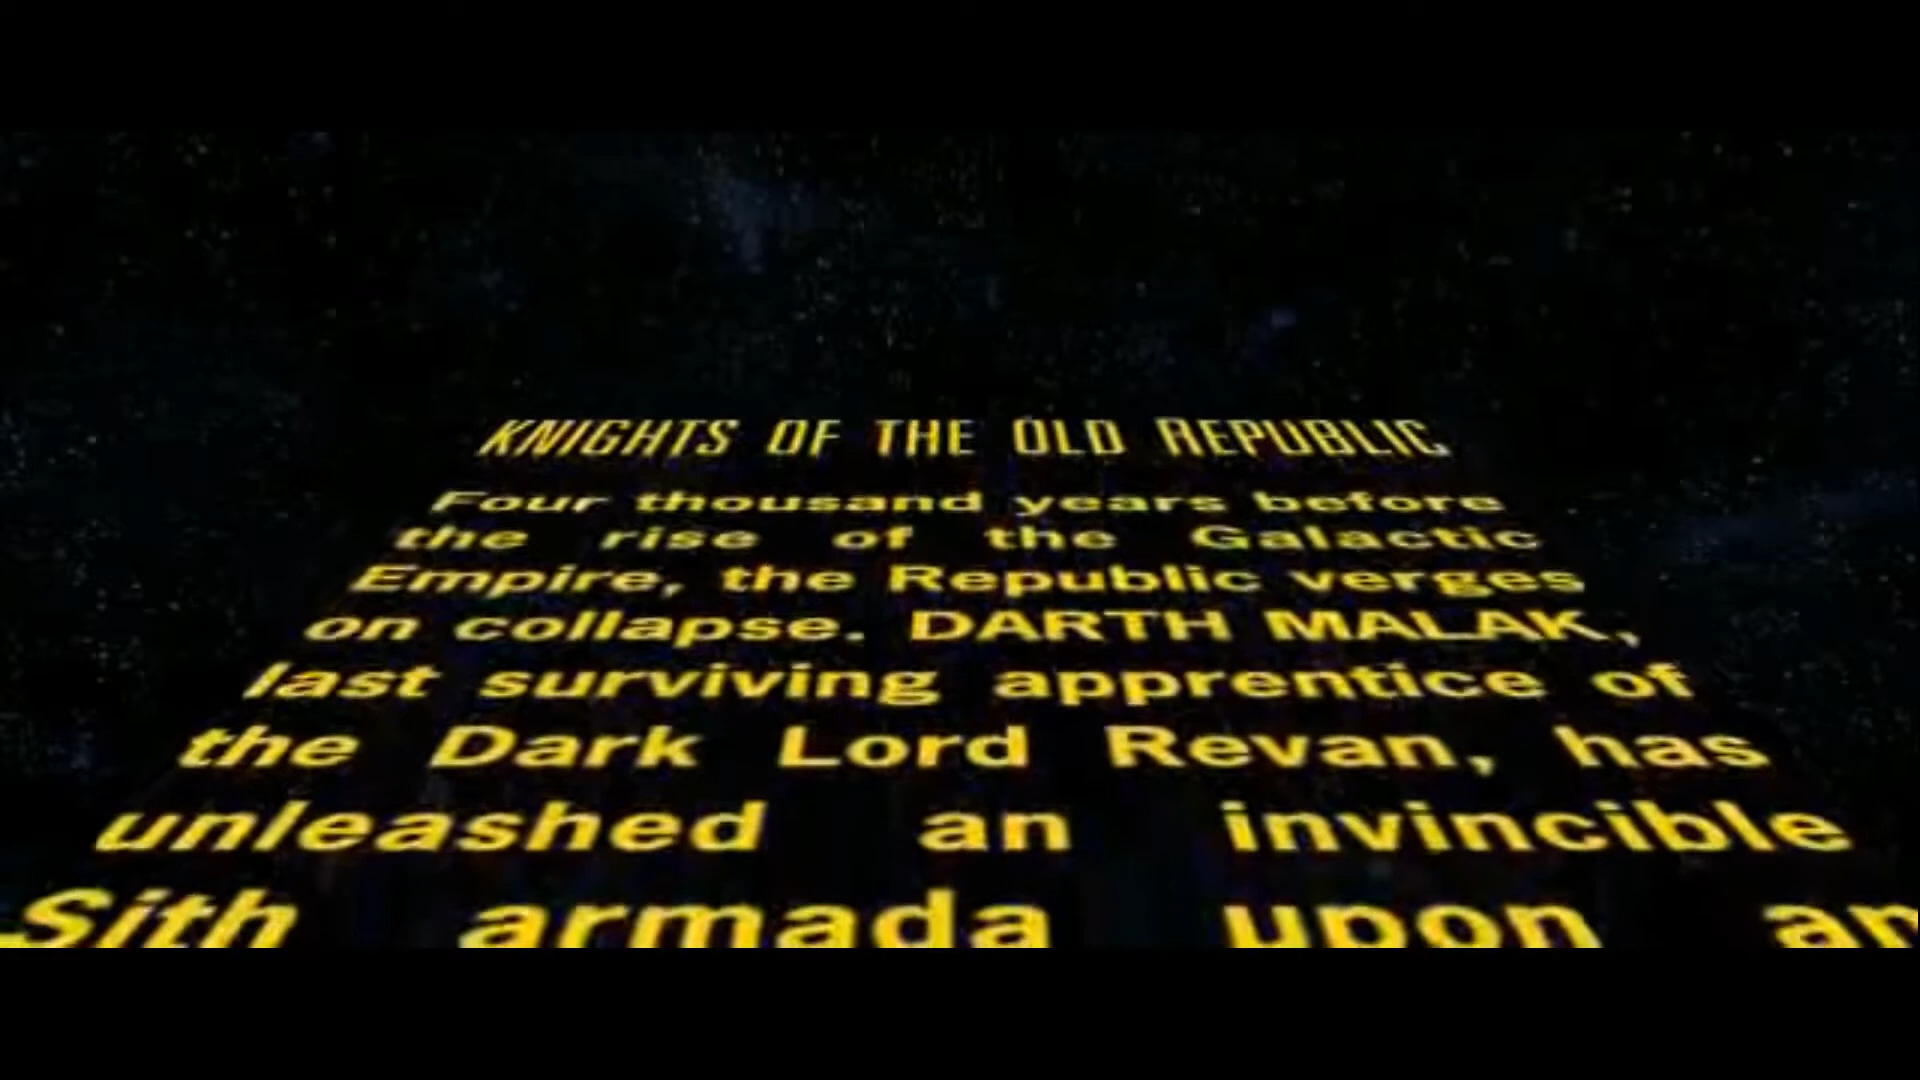 KNIGHTS OF THE OLD REPUBLIC
Four thousand years before
the rise of the Galactic
Empire, the Republic verges
on collapse. DARTH MALAK,
last surviving apprentice of
the Dark Lord Revan, has
unleashed an invincible
Sith armada upon an